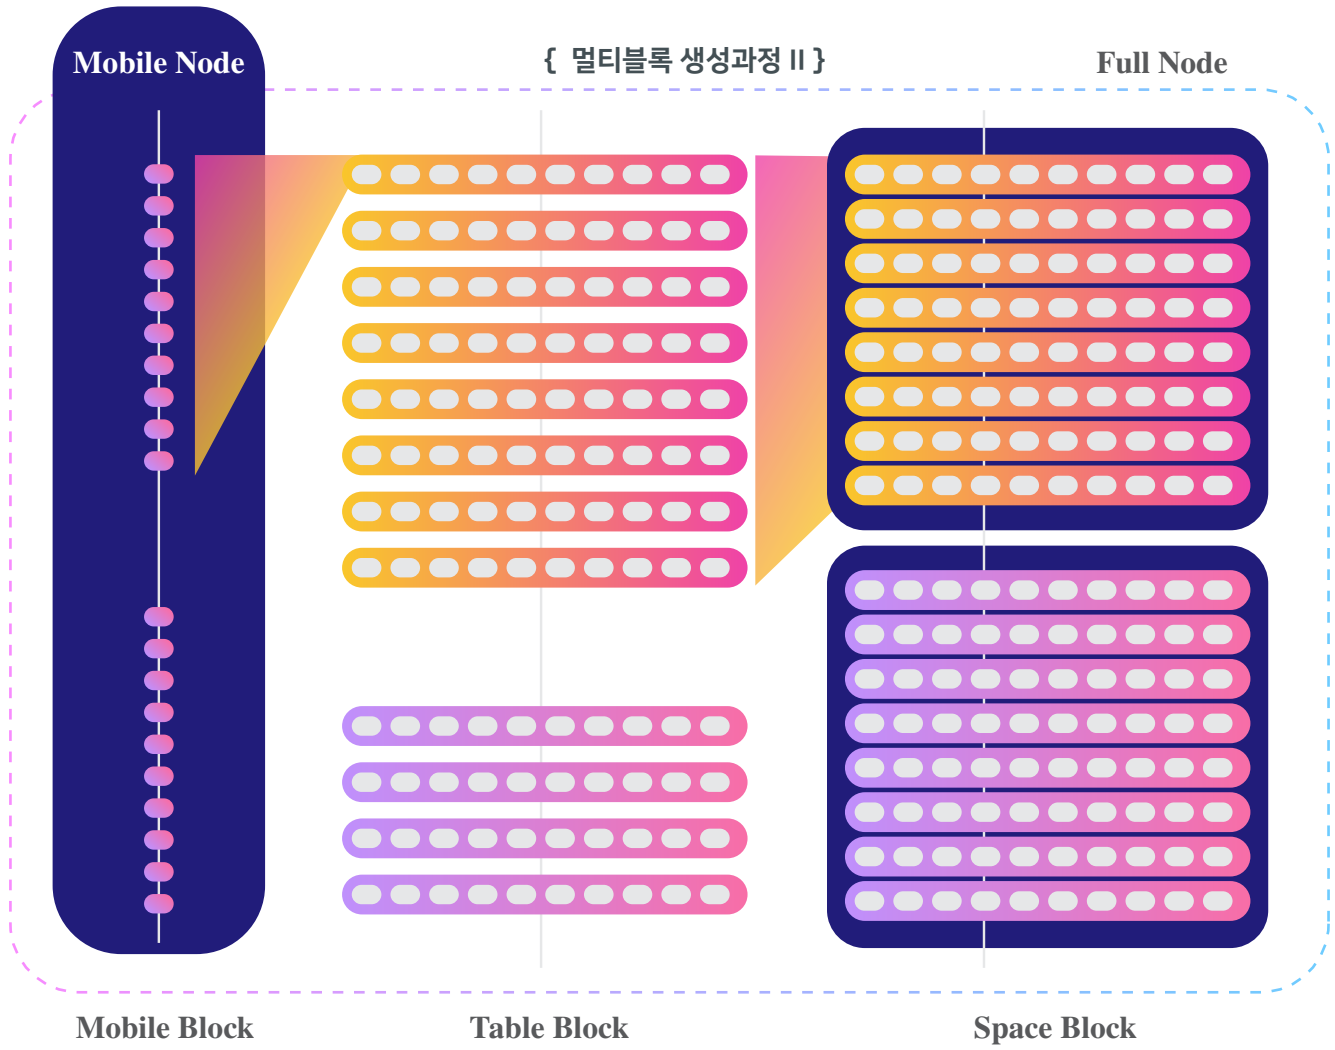 Mobile Node
{ 멀티블록 생성과정 II }
Full Node
Mobile Block
Table Block
Space Block